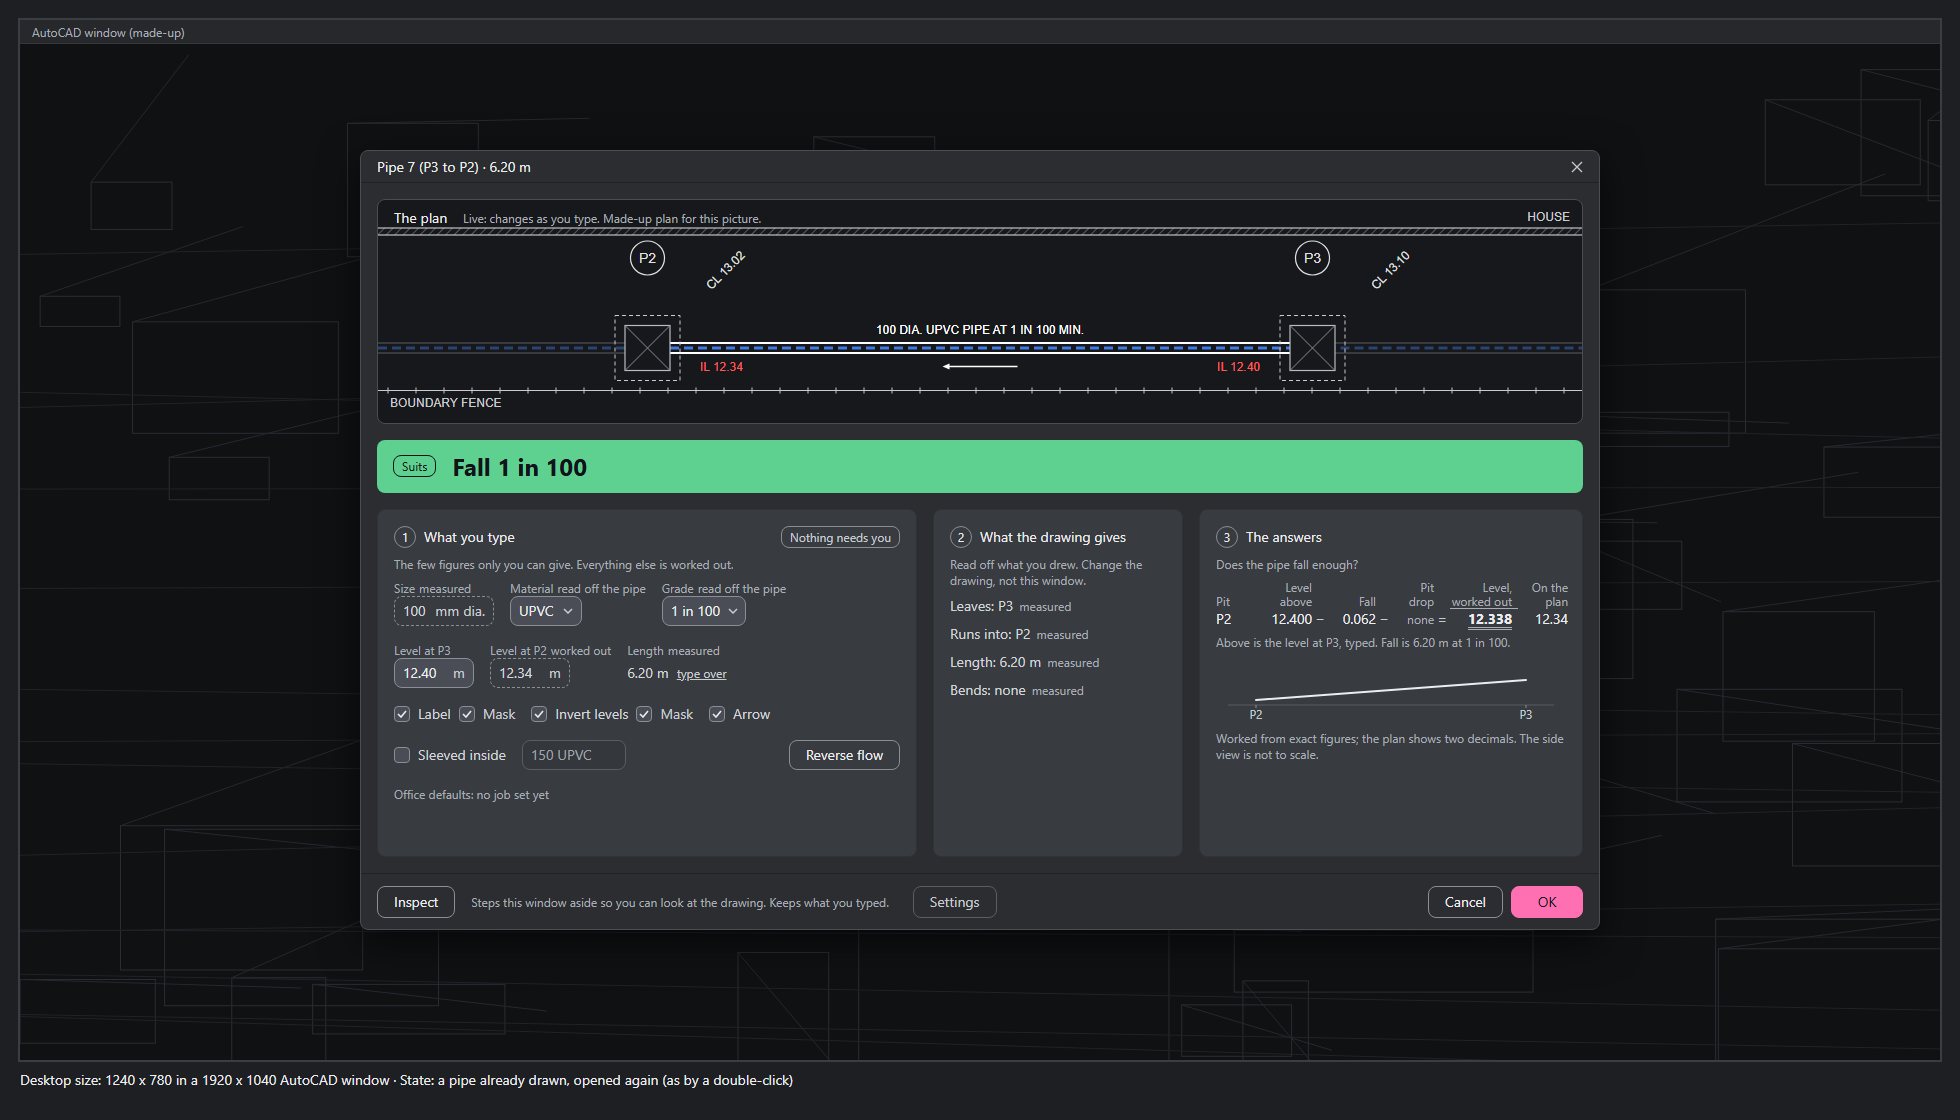 AutoCAD window (made-up)
Pipe 7 (P3 to P2) · 6.20 m
The plan Live: changes as you type. Made-up plan for this picture.
HOUSE
P2
CL 13.02
P3
CL 13.10
100 DIA. UPVC PIPE AT 1 IN 100 MIN.
IL 12.34
IL 12.40
BOUNDARY FENCE
Suits Fall 1 in 100
1 What you type Nothing needs you
The few figures only you can give. Everything else is worked out.
Size measured Material read off the pipe Grade read off the pipe
100 mm dia. UPVC 1 in 100
Level at P3 Level at P2 worked out Length measured
12.40 m 12.34 m 6.20 m type over
Label Mask Invert levels Mask Arrow
Sleeved inside 150 UPVC Reverse flow
Office defaults: no job set yet
2 What the drawing gives
Read off what you drew. Change the
drawing, not this window.
Leaves: P3 measured
Runs into: P2 measured
Length: 6.20 m measured
Bends: none measured
3 The answers
Does the pipe fall enough?
Level Pit Level, On the
Pit above Fall drop worked out plan
P2 12.400 − 0.062 − none = 12.338 12.34
Above is the level at P3, typed. Fall is 6.20 m at 1 in 100.
P2 P3
Worked from exact figures; the plan shows two decimals. The side
view is not to scale.
Inspect Steps this window aside so you can look at the drawing. Keeps what you typed. Settings Cancel OK
Desktop size: 1240 x 780 in a 1920 x 1040 AutoCAD window · State: a pipe already drawn, opened again (as by a double-click)